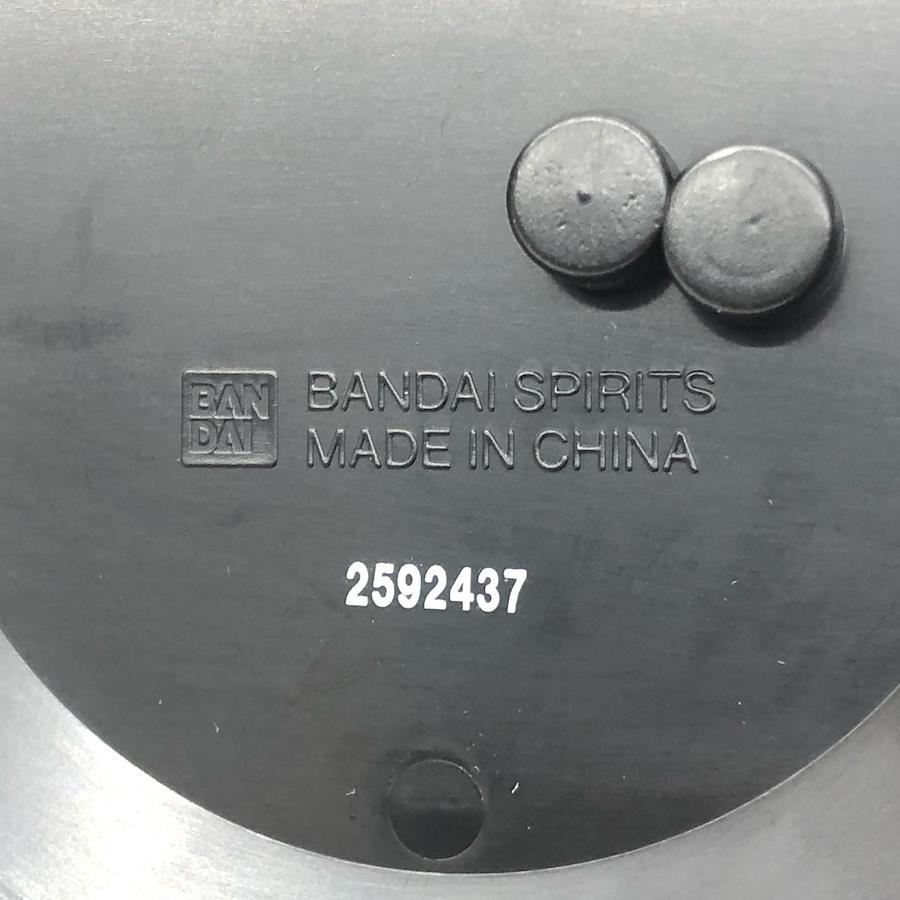 BAN
DAI
BANDAI SPIRITS
MADE IN CHINA
2592437